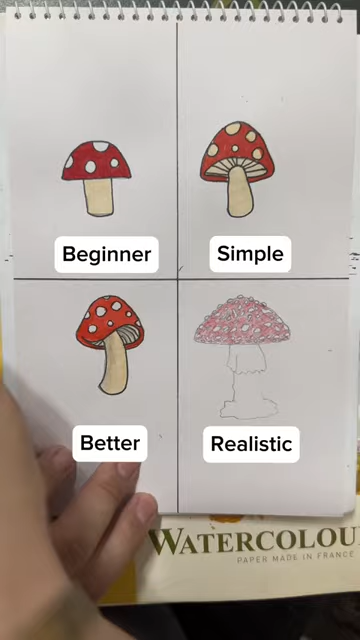 Beginner
Simple
Better
Realistic
WATERCOLOU
PAPER MADE IN FRANCE